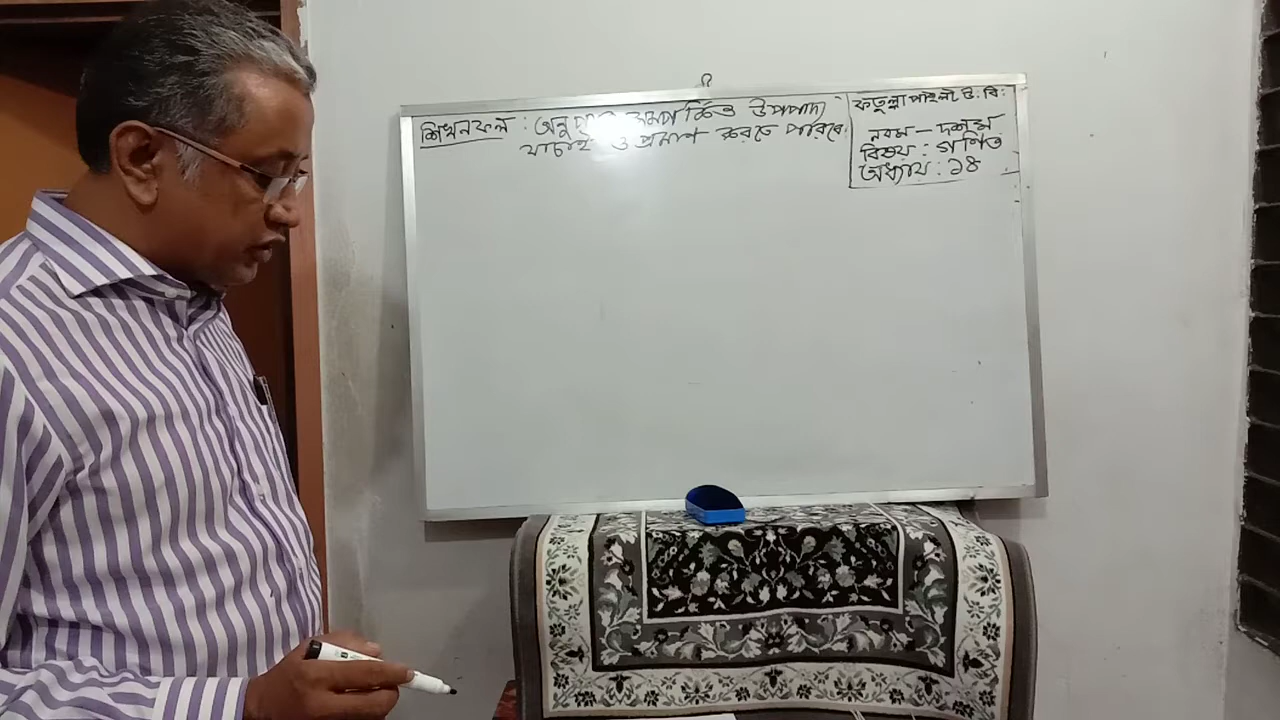 শিখনফল : অনুপাত সম্পর্কিত উপপাদ্য
যাচাই ও প্রমাণ করতে পারবে।
ফতুল্লা পাইলট উ. বি:
নবম – দশম
বিষয় : গণিত
অধ্যায় : ১৪